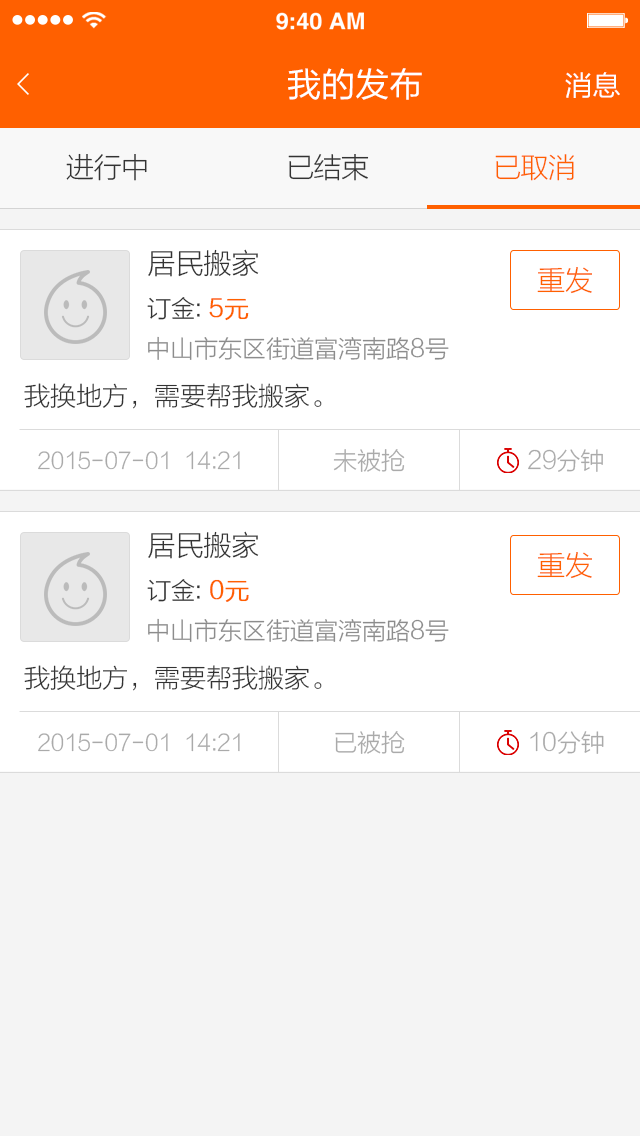 9:40 AM
我的发布
消息
进行中
已结束
已取消
居民搬家
重发
订金: 5元
中山市东区街道富湾南路8号
我换地方，需要帮我搬家。
2015-07-01 14:21
未被抢
29分钟
居民搬家
重发
订金: 0元
中山市东区街道富湾南路8号
我换地方，需要帮我搬家。
2015-07-01 14:21
已被抢
10分钟